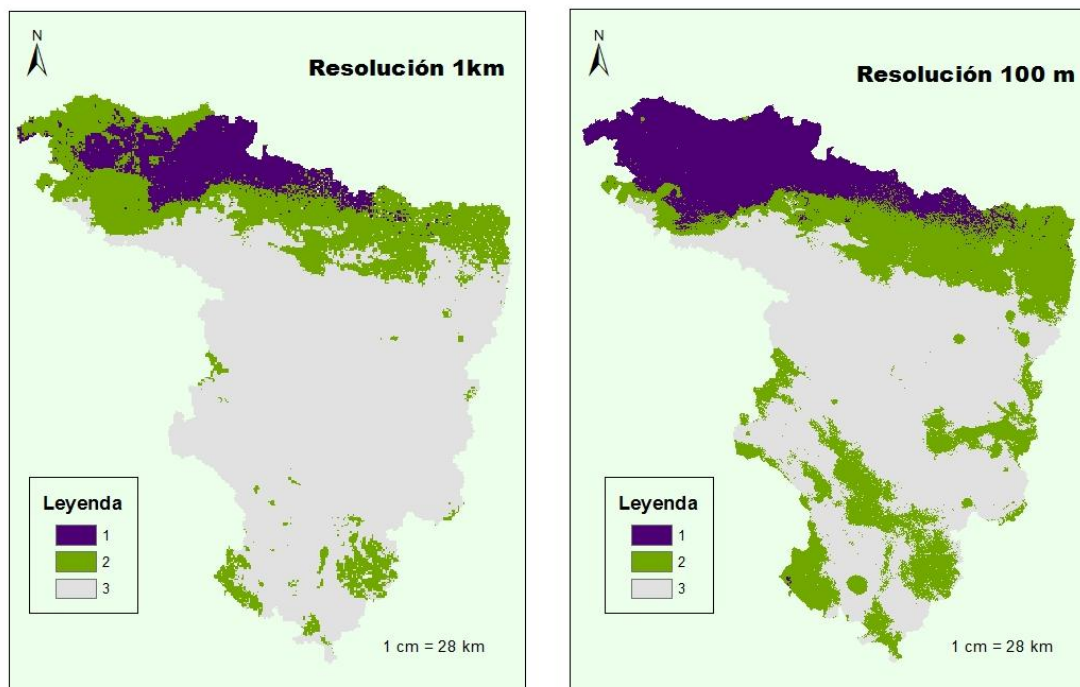 N
Resolución 1km
Leyenda
1
2
3
1 cm = 28 km
N
Resolución 100 m
Leyenda
1
2
3
1 cm = 28 km